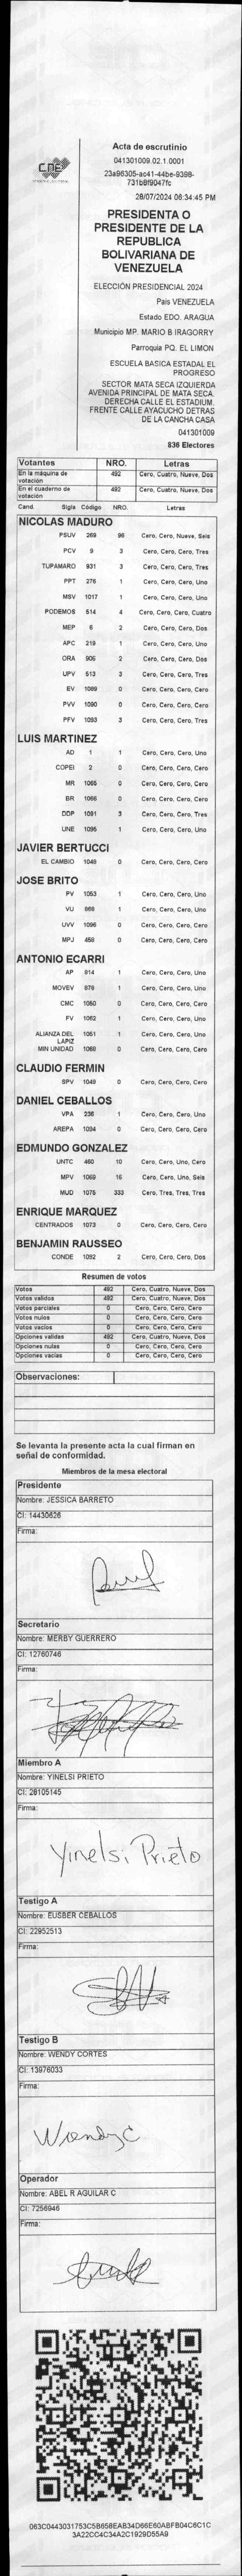 CNE
Acta de escrutinio
041301009.02.1.0001
23a96305-ac41-44be-9398-
731b8f9047fc
28/07/2024 06:34:45 PM
PRESIDENTA O
PRESIDENTE DE LA
REPUBLICA
BOLIVARIANA DE
VENEZUELA
ELECCIÓN PRESIDENCIAL 2024
Pais VENEZUELA
Estado EDO. ARAGUA
Municipio MP. MARIO B IRAGORRY
Parroquia PQ. EL LIMON
ESCUELA BASICA ESTADAL EL
PROGRESO
SECTOR MATA SECA IZQUIERDA
AVENIDA PRINCIPAL DE MATA SECA.
DERECHA CALLE EL ESTADIUM.
FRENTE CALLE AYACUCHO DETRAS
DE LA CANCHA CASA
041301009
836 Electores
Votantes NRO. Letras
En la máquina de votación 492 Cero, Cuatro, Nueve, Dos
En el cuaderno de votación 492 Cero, Cuatro, Nueve, Dos
Cand. Sigla Código NRO. Letras
NICOLAS MADURO
PSUV 269 96 Cero, Cero, Nueve, Seis
PCV 9 3 Cero, Cero, Cero, Tres
TUPAMARO 931 3 Cero, Cero, Cero, Tres
PPT 276 1 Cero, Cero, Cero, Uno
MSV 1017 1 Cero, Cero, Cero, Uno
PODEMOS 514 4 Cero, Cero, Cero, Cuatro
MEP 6 2 Cero, Cero, Cero, Dos
APC 219 1 Cero, Cero, Cero, Uno
ORA 906 2 Cero, Cero, Cero, Dos
UPV 513 3 Cero, Cero, Cero, Tres
EV 1089 0 Cero, Cero, Cero, Cero
PVV 1090 0 Cero, Cero, Cero, Cero
PFV 1093 3 Cero, Cero, Cero, Tres
LUIS MARTINEZ
AD 1 1 Cero, Cero, Cero, Uno
COPEI 2 0 Cero, Cero, Cero, Cero
MR 1065 0 Cero, Cero, Cero, Cero
BR 1066 0 Cero, Cero, Cero, Cero
DDP 1091 3 Cero, Cero, Cero, Tres
UNE 1095 1 Cero, Cero, Cero, Uno
JAVIER BERTUCCI
EL CAMBIO 1048 0 Cero, Cero, Cero, Cero
JOSE BRITO
PV 1053 1 Cero, Cero, Cero, Uno
VU 868 1 Cero, Cero, Cero, Uno
UVV 1096 0 Cero, Cero, Cero, Cero
MPJ 459 0 Cero, Cero, Cero, Cero
ANTONIO ECARRI
AP 814 1 Cero, Cero, Cero, Uno
MOVEV 879 1 Cero, Cero, Cero, Uno
CMC 1050 0 Cero, Cero, Cero, Cero
FV 1062 1 Cero, Cero, Cero, Uno
ALIANZA DEL LAPIZ 1051 1 Cero, Cero, Cero, Uno
MIN UNIDAD 1068 0 Cero, Cero, Cero, Cero
CLAUDIO FERMIN
SPV 1049 0 Cero, Cero, Cero, Cero
DANIEL CEBALLOS
VPA 236 1 Cero, Cero, Cero, Uno
AREPA 1094 0 Cero, Cero, Cero, Cero
EDMUNDO GONZALEZ
UNTC 460 10 Cero, Cero, Uno, Cero
MPV 1069 16 Cero, Cero, Uno, Seis
MUD 1075 333 Cero, Tres, Tres, Tres
ENRIQUE MARQUEZ
CENTRADOS 1073 0 Cero, Cero, Cero, Cero
BENJAMIN RAUSSEO
CONDE 1092 2 Cero, Cero, Cero, Dos
Resumen de votos
Votos 492 Cero, Cuatro, Nueve, Dos
Votos validos 492 Cero, Cuatro, Nueve, Dos
Votos parciales 0 Cero, Cero, Cero, Cero
Votos nulos 0 Cero, Cero, Cero, Cero
Votos vacios 0 Cero, Cero, Cero, Cero
Opciones validas 492 Cero, Cuatro, Nueve, Dos
Opciones nulas 0 Cero, Cero, Cero, Cero
Opciones vacias 0 Cero, Cero, Cero, Cero
Observaciones:
Se levanta la presente acta la cual firman en
señal de conformidad.
Miembros de la mesa electoral
Presidente
Nombre: JESSICA BARRETO
CI: 14430626
Firma:
Secretario
Nombre: MERBY GUERRERO
CI: 12760746
Firma:
Miembro A
Nombre: YINELSI PRIETO
CI: 28105145
Firma:
Yinelsi Prieto
Testigo A
Nombre: EUSBER CEBALLOS
CI: 22952513
Firma:
Testigo B
Nombre: WENDY CORTES
CI: 13976033
Firma:
Wendy C
Operador
Nombre: ABEL R AGUILAR C
CI: 7256946
Firma:
063C0443031753C5B658EAB34D66E60ABFB04C6C1C
3A22CC4C34A2C1929D55A9